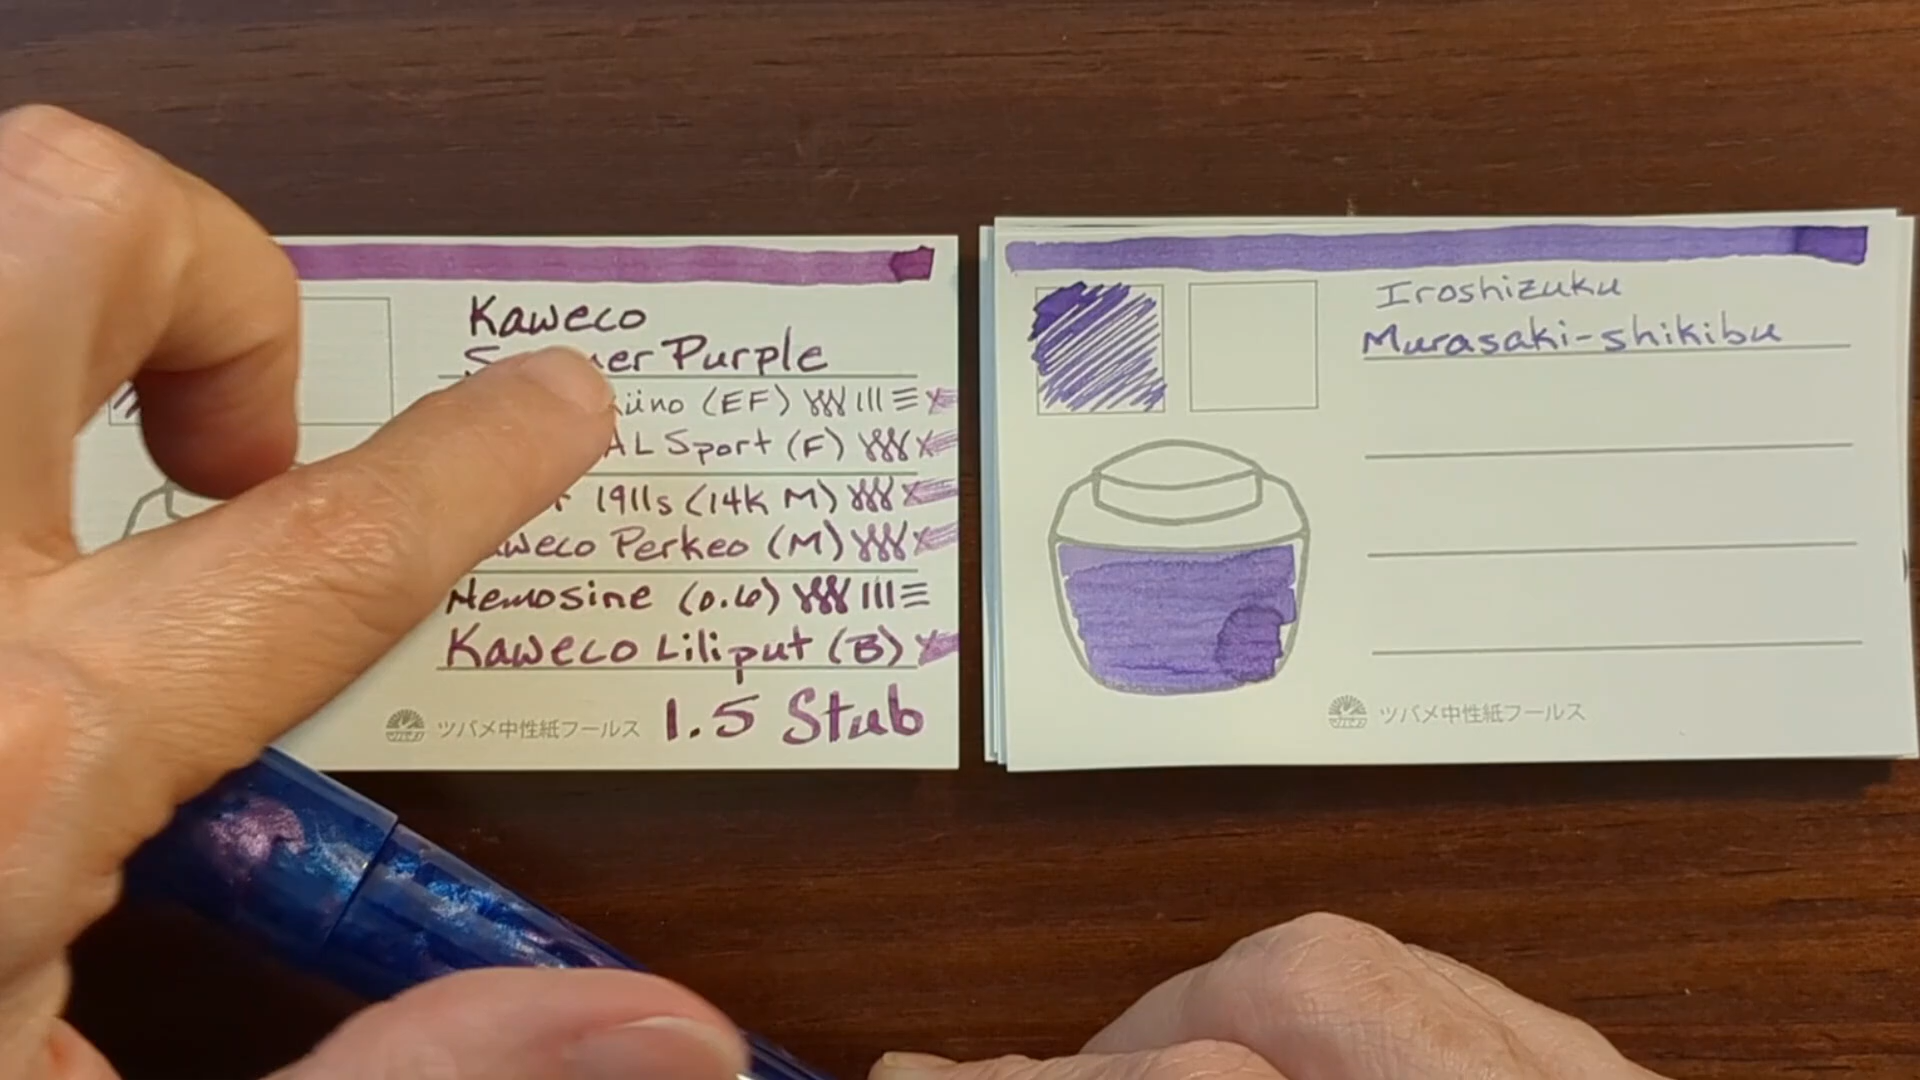 Kaweco
Purple
(EF)
AL Sport (F)
1911s (14K M)
Perkeo (M)
Nemosine (0.6)
Kaweco Liliput (B)
1.5 Stub
ツバメ中性紙フールス
Iroshizuku
Murasaki-shikibu
ツバメ中性紙フールス